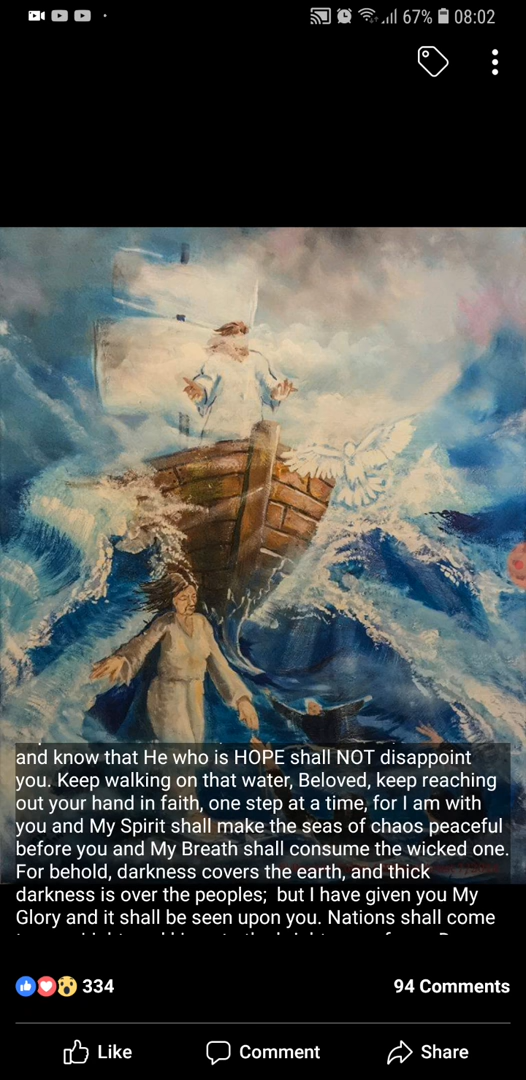 67% 08:02
and know that He who is HOPE shall NOT disappoint
you. Keep walking on that water, Beloved, keep reaching
out your hand in faith, one step at a time, for I am with
you and My Spirit shall make the seas of chaos peaceful
before you and My Breath shall consume the wicked one.
For behold, darkness covers the earth, and thick
darkness is over the peoples;  but I have given you My
Glory and it shall be seen upon you. Nations shall come
334 94 Comments
Like Comment Share